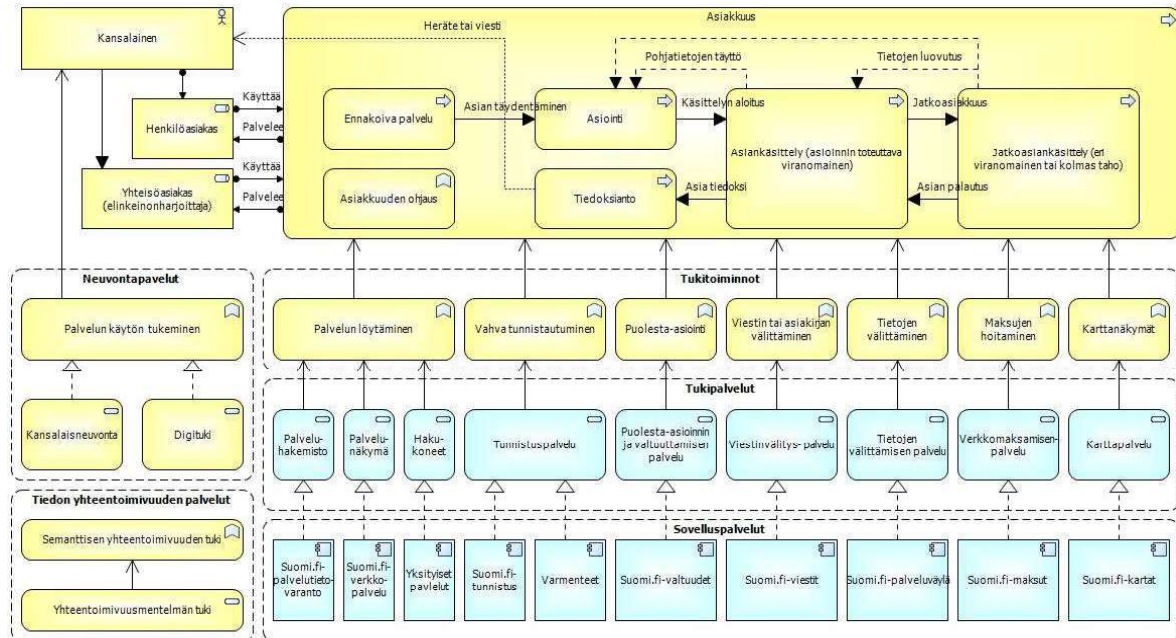 Asiakkuus
Kansalainen
Heräte tai viesti
Pohjatietojen täyttö
Tietojen luovutus
Käyttää
Palvelee
Henkilöasiakas
Ennakoiva palvelu
Asian täydentäminen
Asiointi
Käsittelyn aloitus
Asiankäsittely (asioinnin toteuttava
viranomainen)
Jatkoasiakkuus
Jatkoasiankäsittely (eri
viranomainen tai kolmas taho)
Käyttää
Palvelee
Yhteisöasiakas
(elinkeinonharjoittaja)
Asiakkuuden ohjaus
Tiedoksianto
Asia tiedoksi
Asian palautus
Neuvontapavelut
Palvelun käytön tukeminen
Kansalaisneuvonta
Digituki
Tiedon yhteentoimivuuden palvelut
Semanttisen yhteentoimivuuden tuki
Yhteentoimivuusmentelmän tuki
Tukitoiminnot
Palvelun löytäminen
Vahva tunnistautuminen
Puolesta-asiointi
Viestin tai asiakirjan
välittäminen
Tietojen
välittäminen
Maksujen
hoitaminen
Karttanäkymät
Tukipalvelut
Palvelu-
hakemisto
Palvelu-
näkymä
Haku-
koneet
Tunnistuspalvelu
Puolesta-asioinnin
ja valtuuttamisen
palvelu
Viestinvälitys-palvelu
Tietojen
välittämisen palvelu
Verkkomaksamisen-
palvelu
Karttapalvelu
Sovelluspalvelut
Suomi.fi-
palvelutieto-
varanto
Suomi.fi-
verkko-
palvelu
Yksityiset
pavlelut
Suomi.fi-
tunnistus
Varmenteet
Suomi.fi-valtuudet
Suomi.fi-viestit
Suomi.fi-palveluväylä
Suomi.fi-maksut
Suomi.fi-kartat